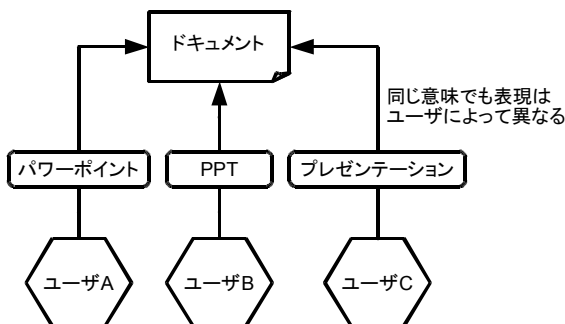 ドキュメント
同じ意味でも表現は
ユーザによって異なる
パワーポイント
PPT
プレゼンテーション
ユーザA
ユーザB
ユーザC